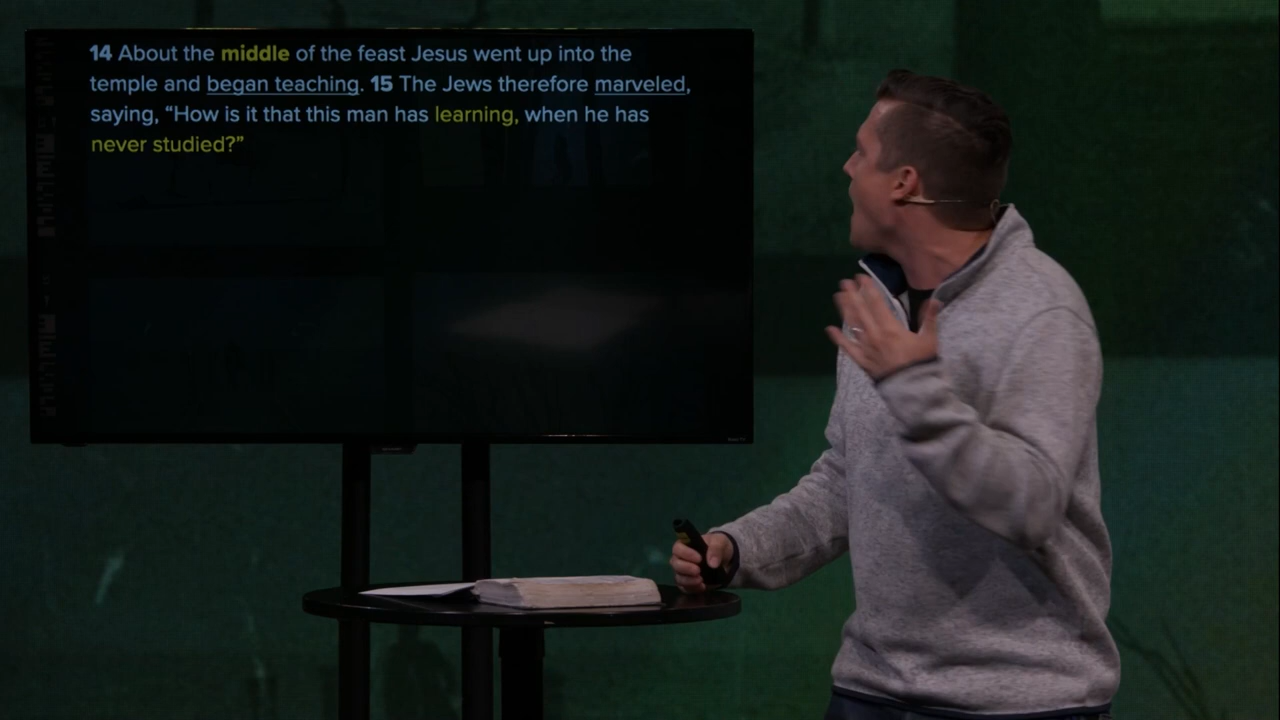 14 About the middle of the feast Jesus went up into the
temple and began teaching. 15 The Jews therefore marveled,
saying, “How is it that this man has learning, when he has
never studied?”